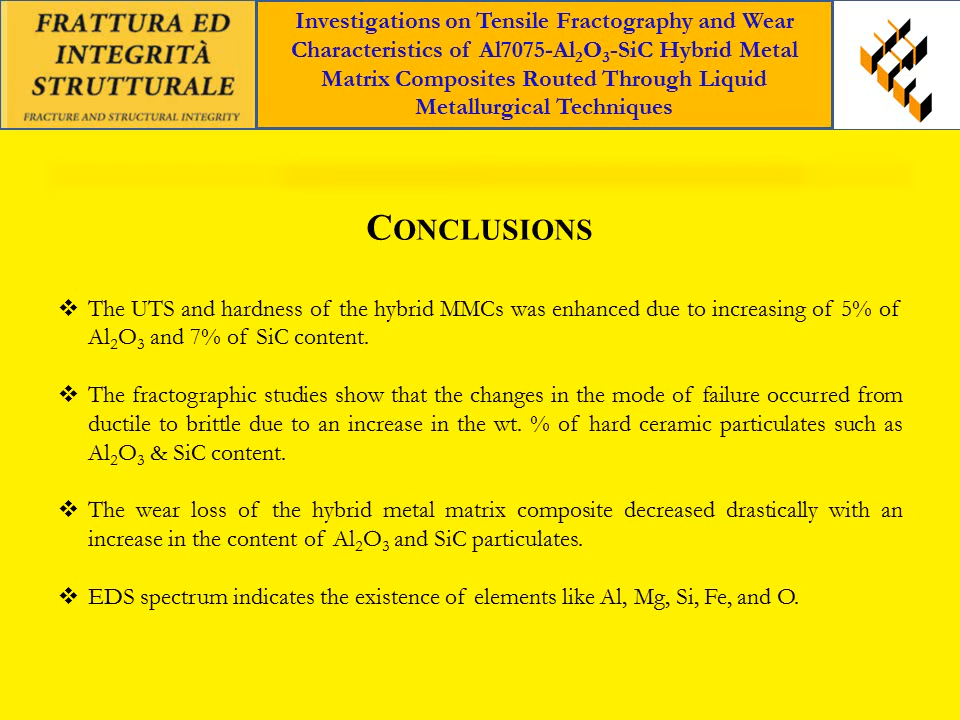 FRATTURA ED
INTEGRITÀ
STRUTTURALE
FRACTURE AND STRUCTURAL INTEGRITY
Investigations on Tensile Fractography and Wear
Characteristics of Al7075-Al₂O₃-SiC Hybrid Metal
Matrix Composites Routed Through Liquid
Metallurgical Techniques
CONCLUSIONS
❖ The UTS and hardness of the hybrid MMCs was enhanced due to increasing of 5% of
Al₂O₃ and 7% of SiC content.
❖ The fractographic studies show that the changes in the mode of failure occurred from
ductile to brittle due to an increase in the wt. % of hard ceramic particulates such as
Al₂O₃ & SiC content.
❖ The wear loss of the hybrid metal matrix composite decreased drastically with an
increase in the content of Al₂O₃ and SiC particulates.
❖ EDS spectrum indicates the existence of elements like Al, Mg, Si, Fe, and O.